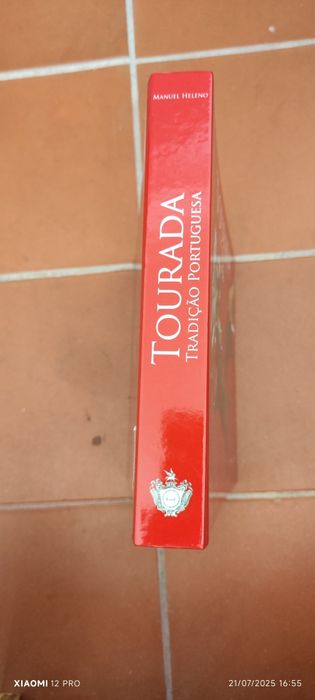 MANUEL HELENO
TOURADA
TRADIÇÃO PORTUGUESA
XIAOMI 12 PRO
21/07/2025 16:55